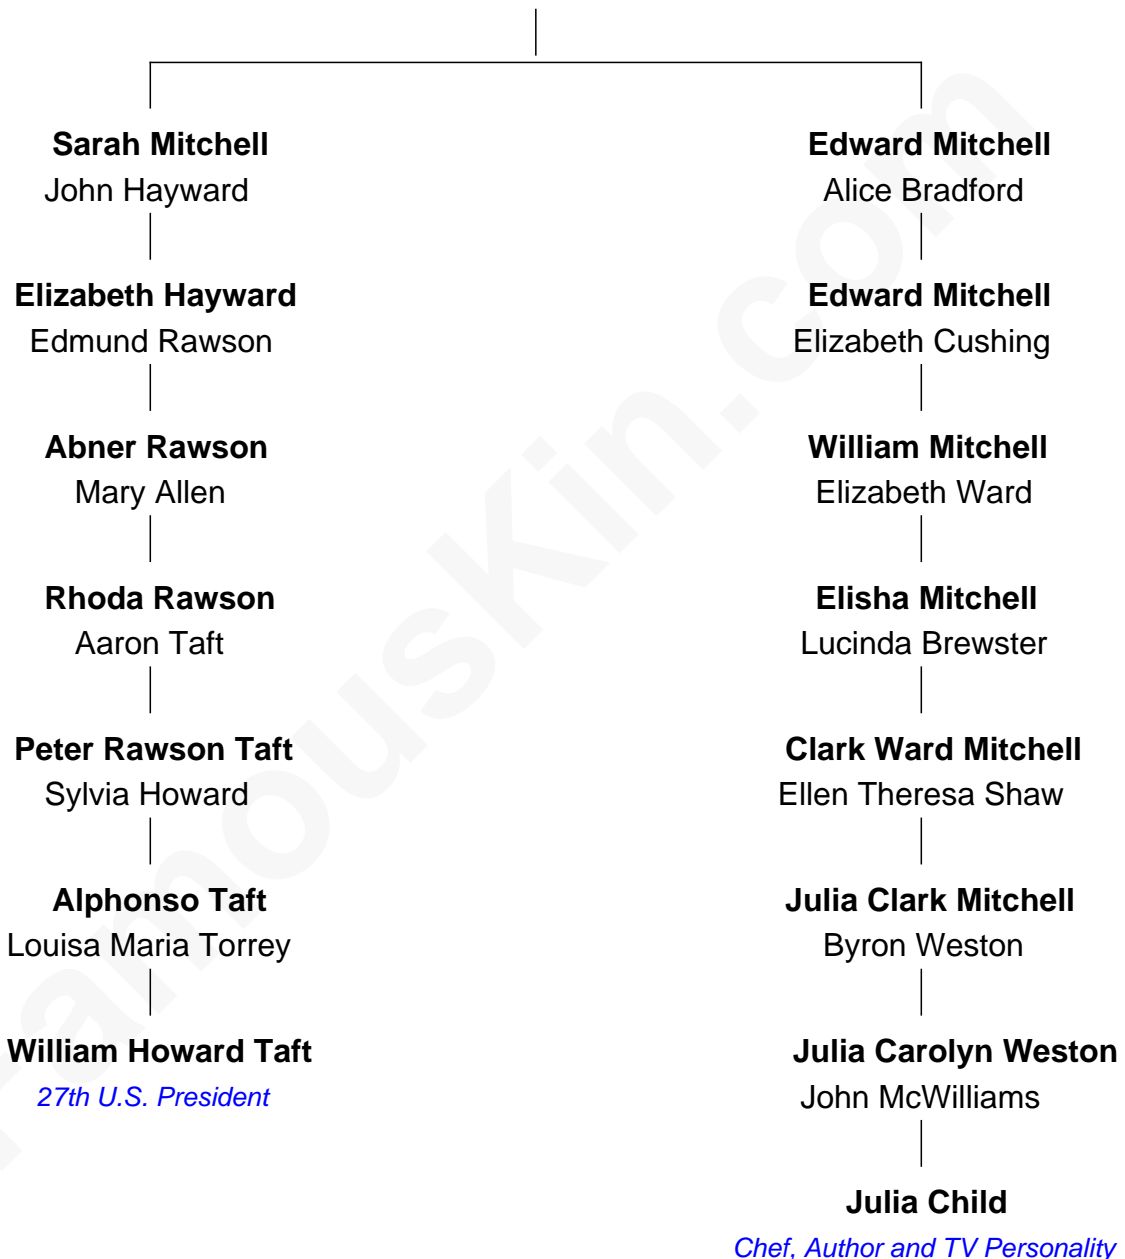 Sarah Mitchell
John Hayward
Elizabeth Hayward
Edmund Rawson
Abner Rawson
Mary Allen
Rhoda Rawson
Aaron Taft
Peter Rawson Taft
Sylvia Howard
Alphonso Taft
Louisa Maria Torrey
William Howard Taft
27th U.S. President
Edward Mitchell
Alice Bradford
Edward Mitchell
Elizabeth Cushing
William Mitchell
Elizabeth Ward
Elisha Mitchell
Lucinda Brewster
Clark Ward Mitchell
Ellen Theresa Shaw
Julia Clark Mitchell
Byron Weston
Julia Carolyn Weston
John McWilliams
Julia Child
Chef, Author and TV Personality
FamousKin.com